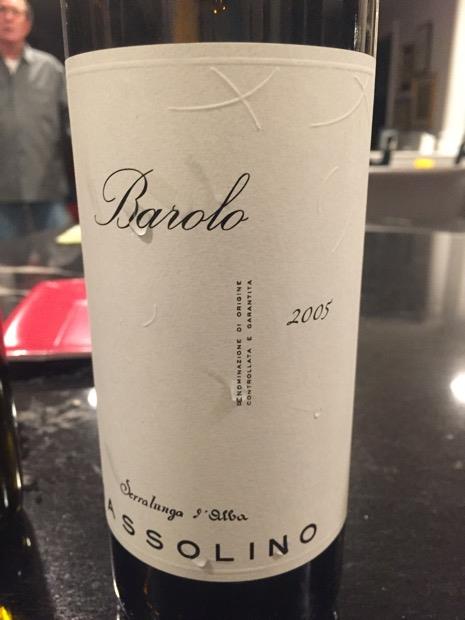 Barolo
DENOMINAZIONE DI ORIGINE
CONTROLLATA E GARANTITA
2005
Serralunga d'Alba
ASSOLINO